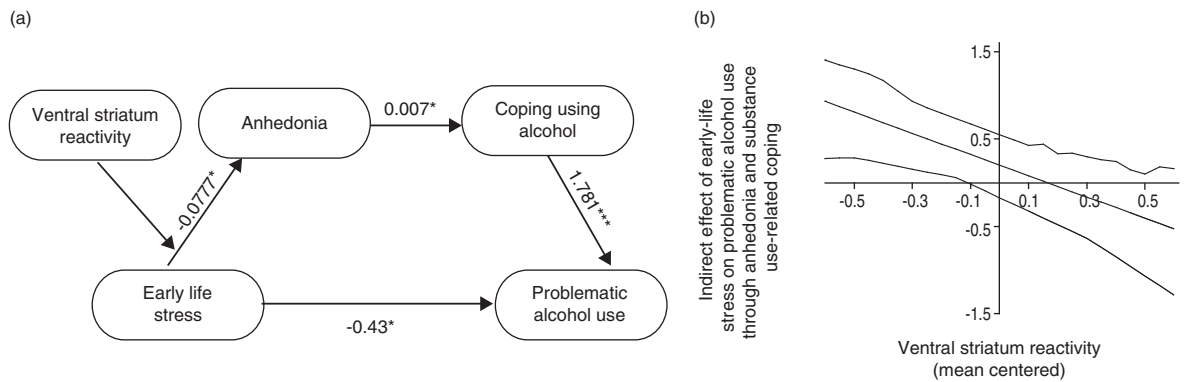 (a)
Ventral striatum
reactivity
Anhedonia
0.007*
Coping using
alcohol
-0.0777*
1.781***
Early life
stress
-0.43*
Problematic
alcohol use
(b)
Indirect effect of early-life
stress on problematic alcohol use
through anhedonia and substance
use-related coping
1.5
0.5
-0.5
-0.3
-0.1
0.1
0.3
0.5
-0.5
-1.5
Ventral striatum reactivity
(mean centered)